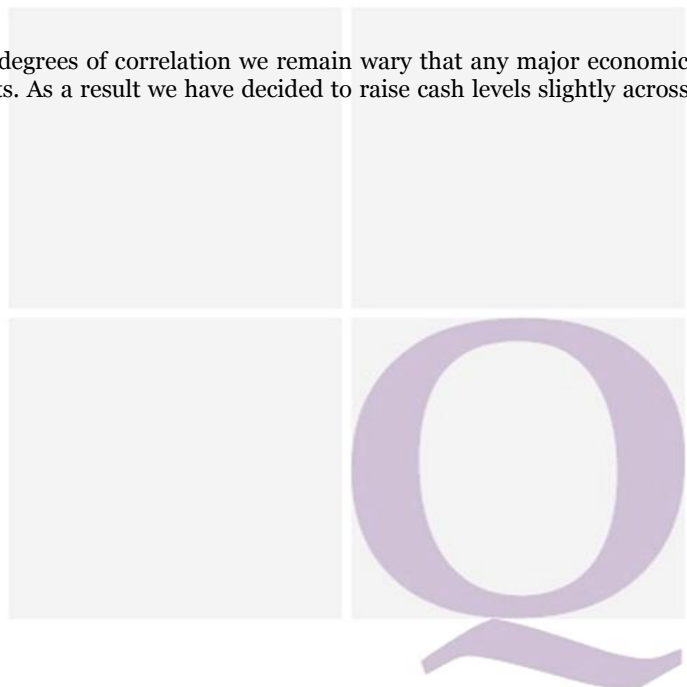 degrees of correlation we remain wary that any major economic
As a result we have decided to raise cash levels slightly across
Q